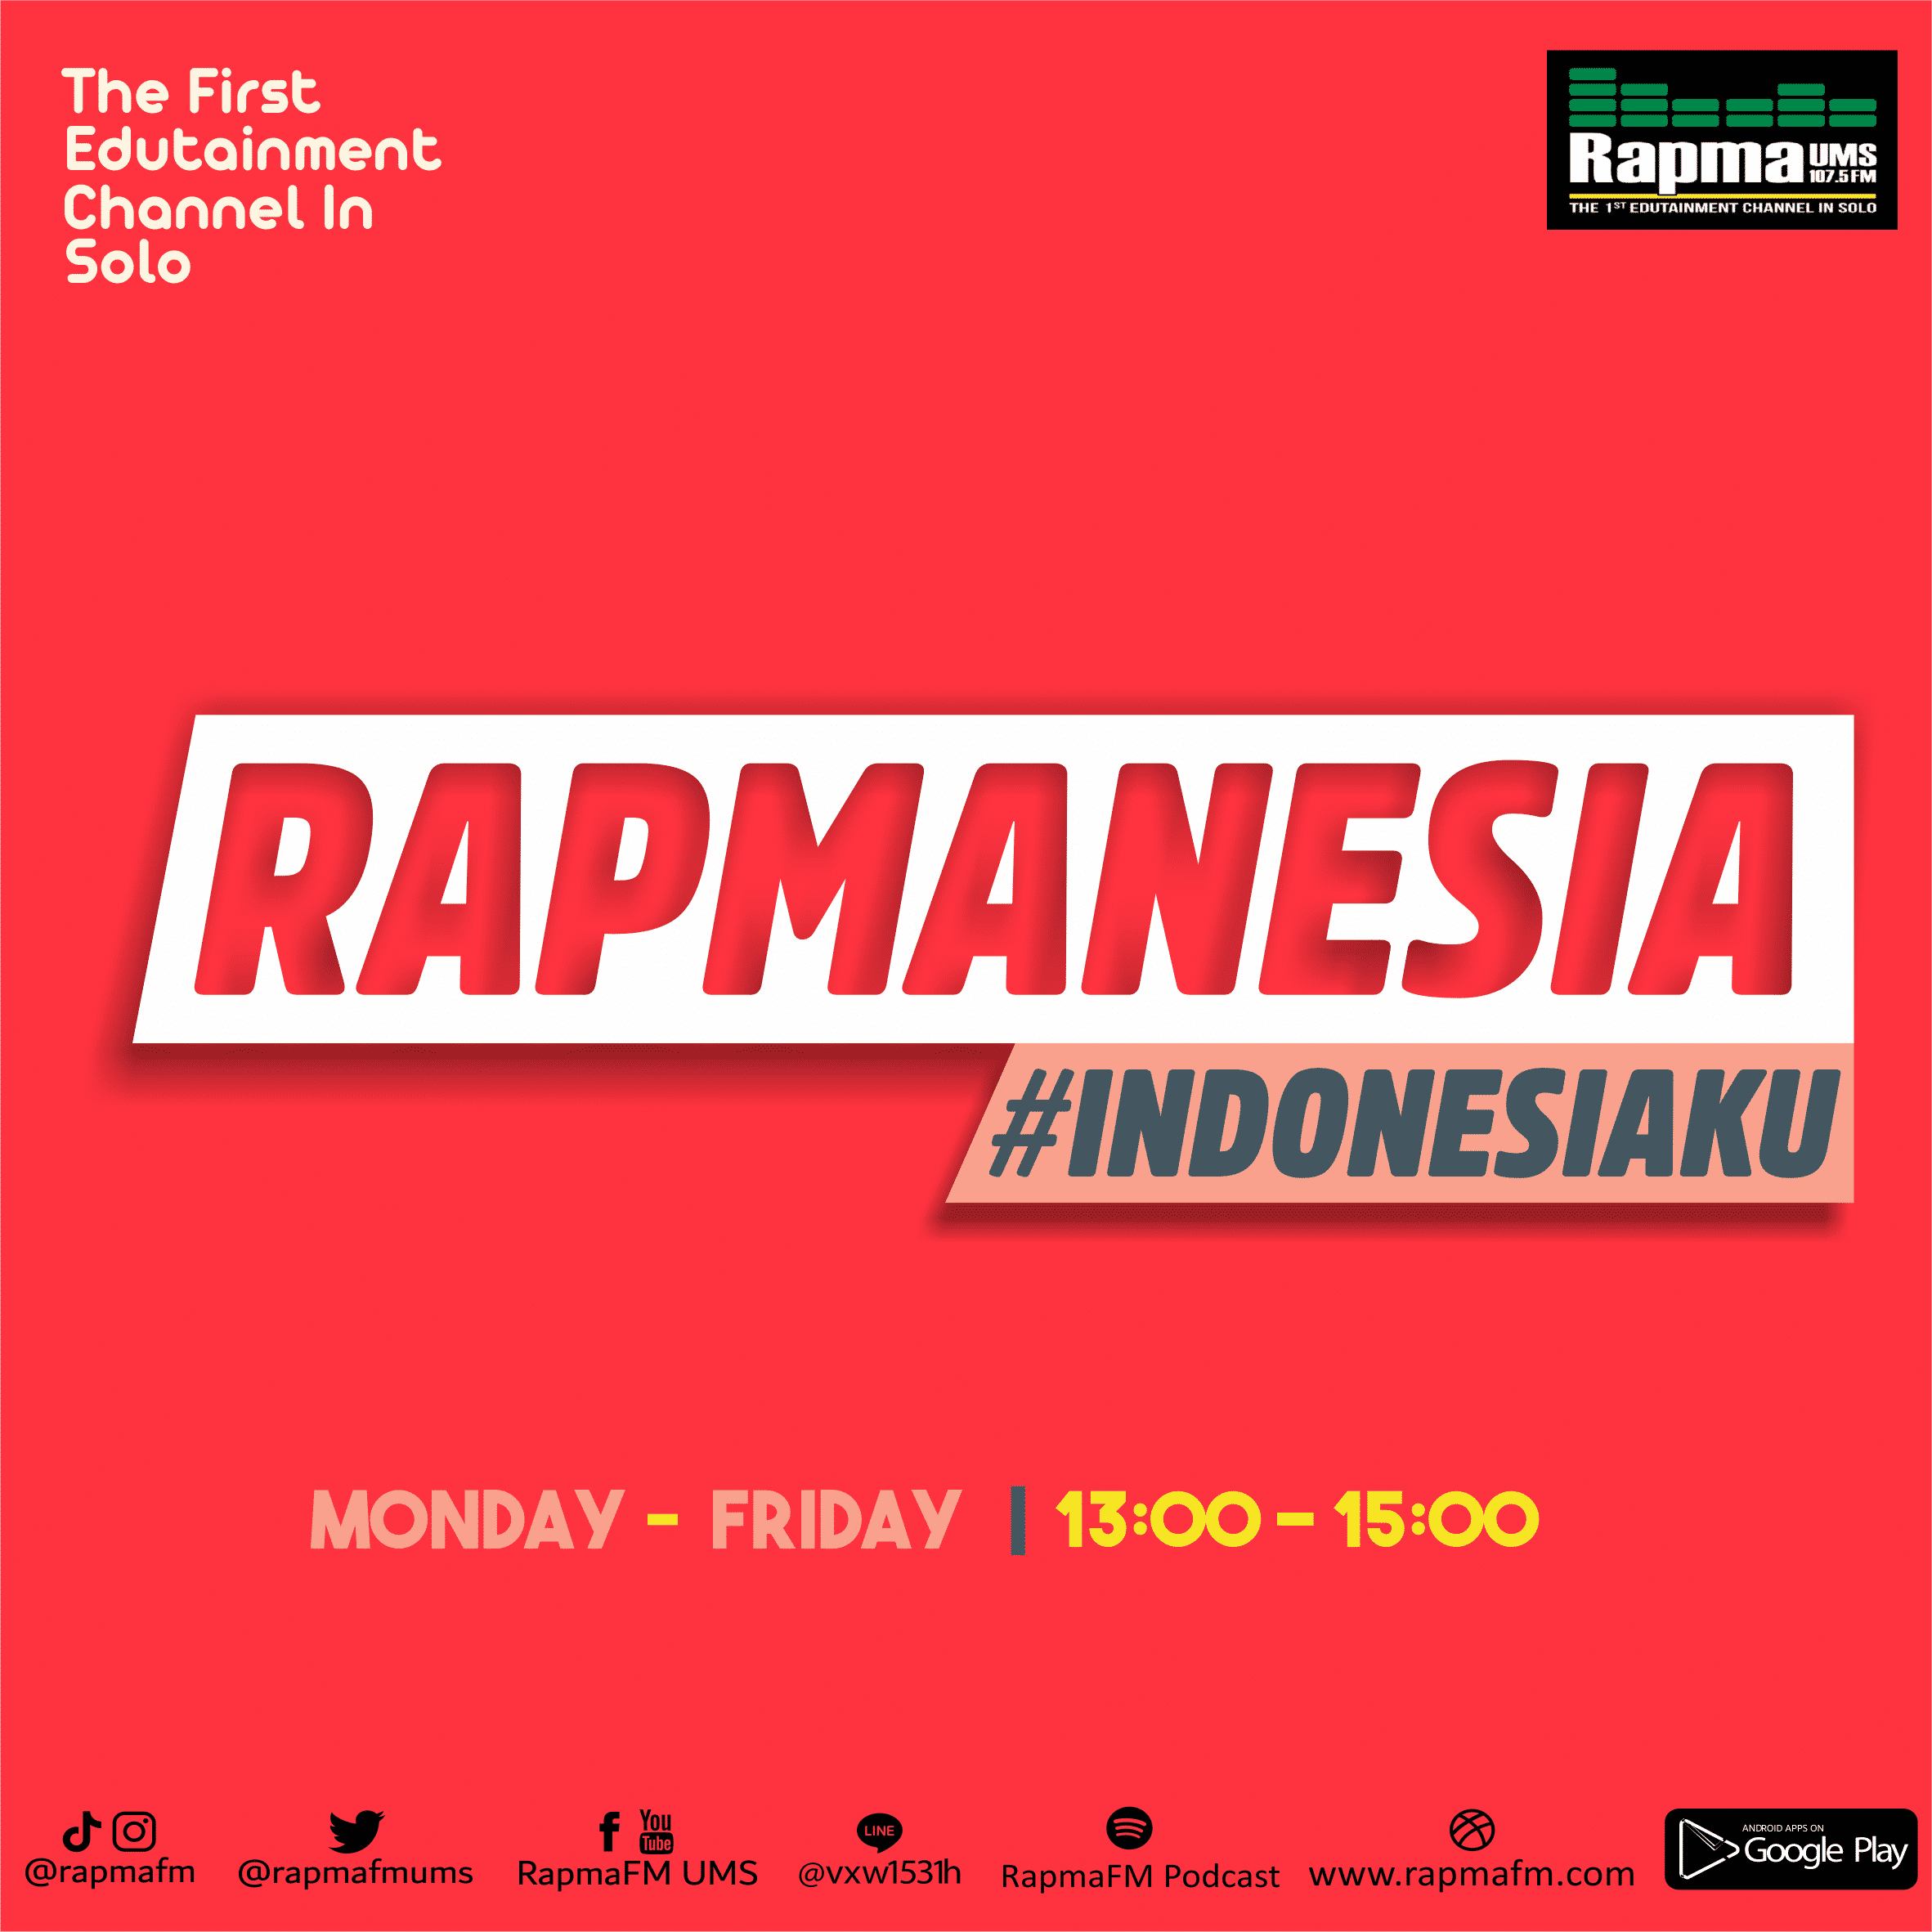 The First
Edutainment
Channel In
Solo
Rapma UMS
107.5 FM
THE 1ST EDUTAINMENT CHANNEL IN SOLO
RAPMANESIA
#INDONESIAKU
MONDAY - FRIDAY | 13:00 - 15:00
You
Tube
LINE
@rapmafm
@rapmafmums
RapmaFM UMS
@vxw1531h
RapmaFM Podcast
www.rapmafm.com
ANDROID APPS ON
Google Play